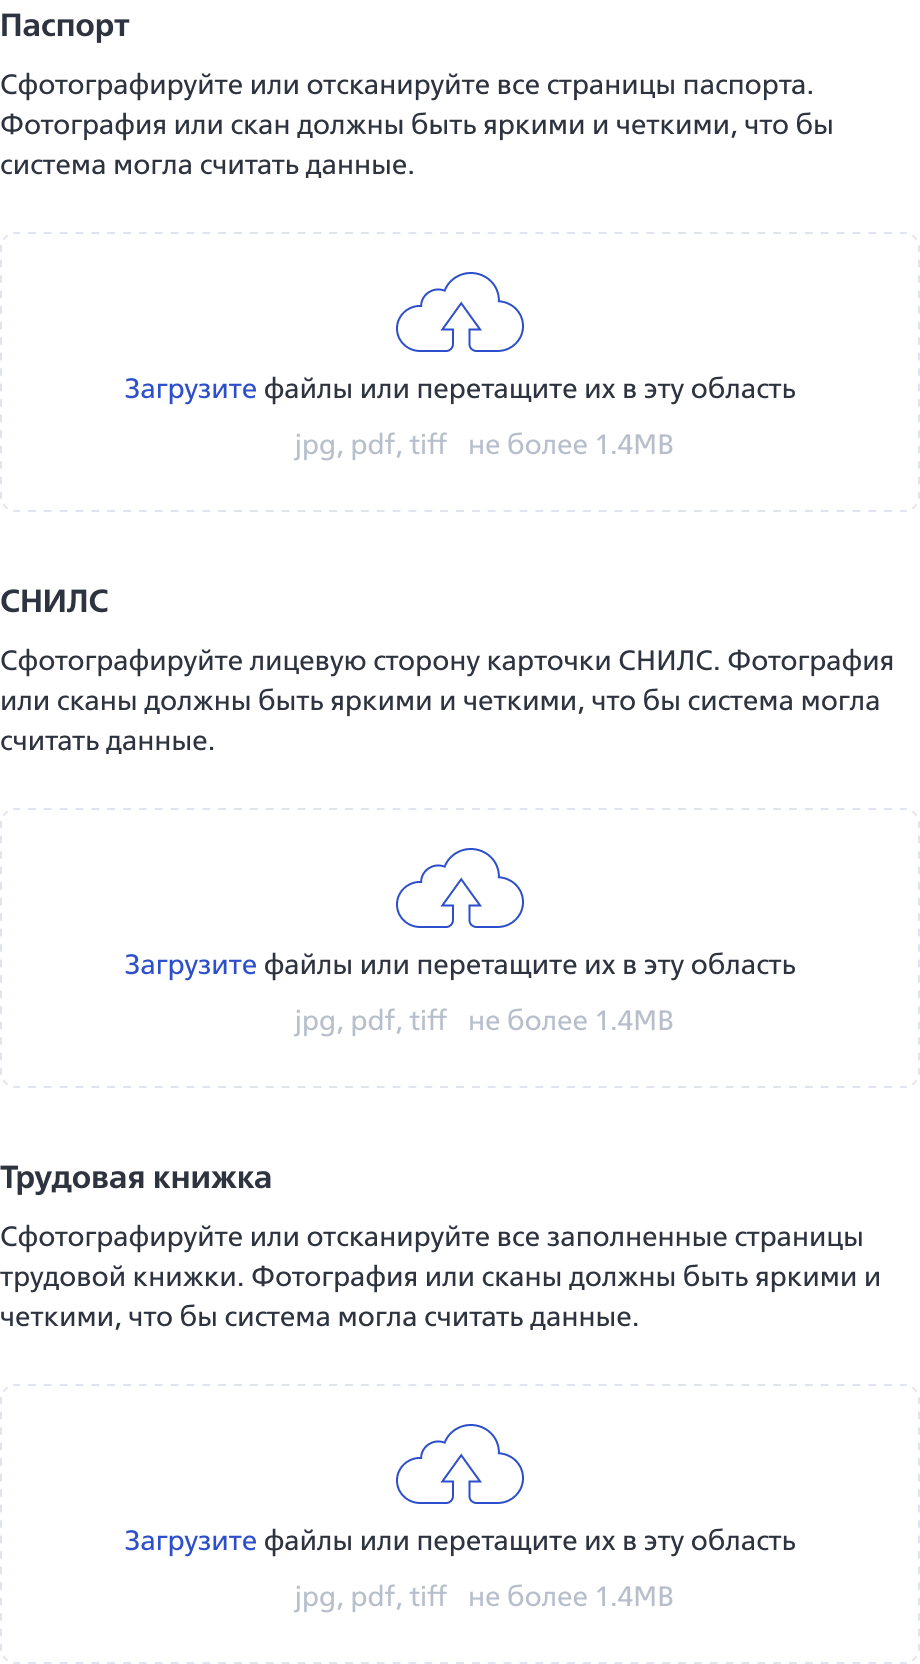 Паспорт
Сфотографируйте или отсканируйте все страницы паспорта.
Фотография или скан должны быть яркими и четкими, что бы
система могла считать данные.
Загрузите файлы или перетащите их в эту область
jpg, pdf, tiff не более 1.4MB
СНИЛС
Сфотографируйте лицевую сторону карточки СНИЛС. Фотография
или сканы должны быть яркими и четкими, что бы система могла
считать данные.
Загрузите файлы или перетащите их в эту область
jpg, pdf, tiff не более 1.4MB
Трудовая книжка
Сфотографируйте или отсканируйте все заполненные страницы
трудовой книжки. Фотография или сканы должны быть яркими и
четкими, что бы система могла считать данные.
Загрузите файлы или перетащите их в эту область
jpg, pdf, tiff не более 1.4MB